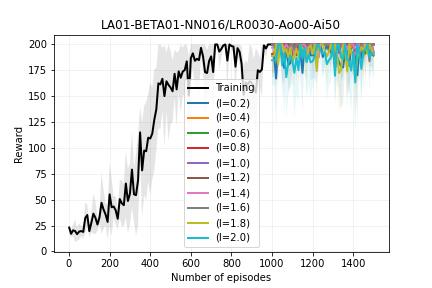 LA01-BETA01-NN016/LR0030-Ao00-Ai50
200
175
150
125
100
75
50
25
0
Reward
Training
(l=0.2)
(l=0.4)
(l=0.6)
(l=0.8)
(l=1.0)
(l=1.2)
(l=1.4)
(l=1.6)
(l=1.8)
(l=2.0)
0 200 400 600 800 1000 1200 1400
Number of episodes